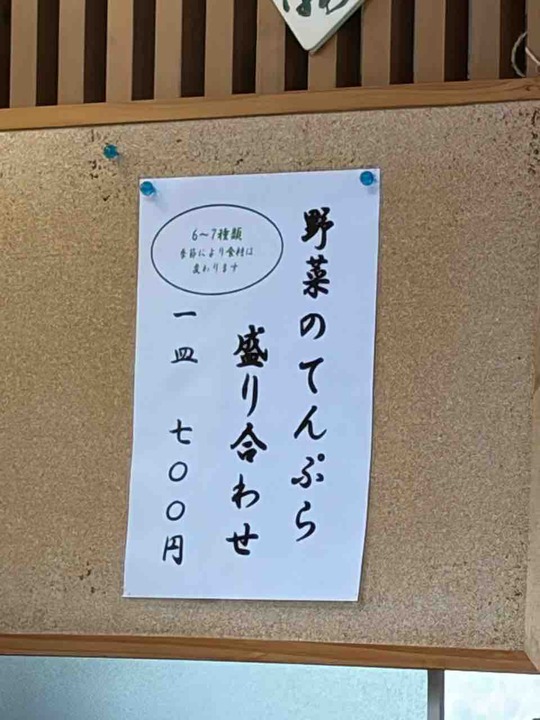 野菜のてんぷら
盛り合わせ
6～7種類
季節により食材は
変わります
一皿 七〇〇円